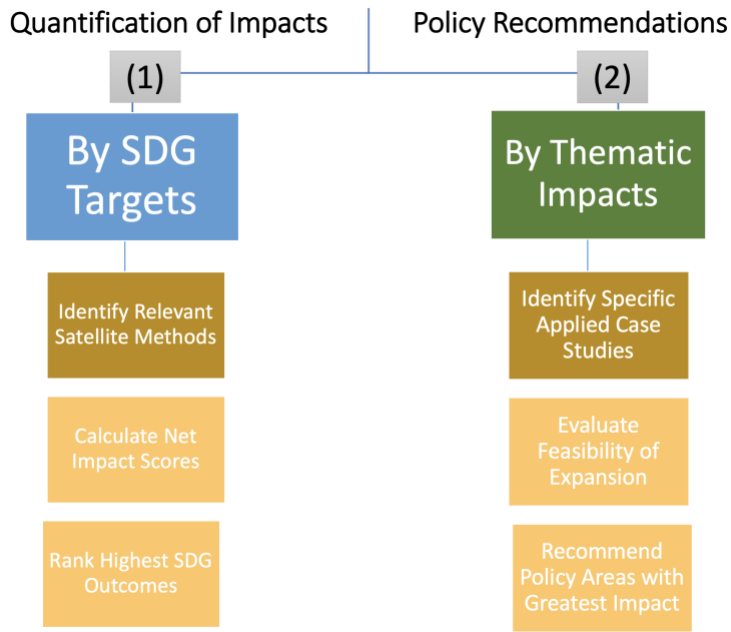 Quantification of Impacts
Policy Recommendations
(1)
(2)
By SDG
Targets
By Thematic
Impacts
Identify Relevant
Satellite Methods
Identify Specific
Applied Case
Studies
Calculate Net
Impact Scores
Evaluate
Feasibility of
Expansion
Rank Highest SDG
Outcomes
Recommend
Policy Areas with
Greatest Impact